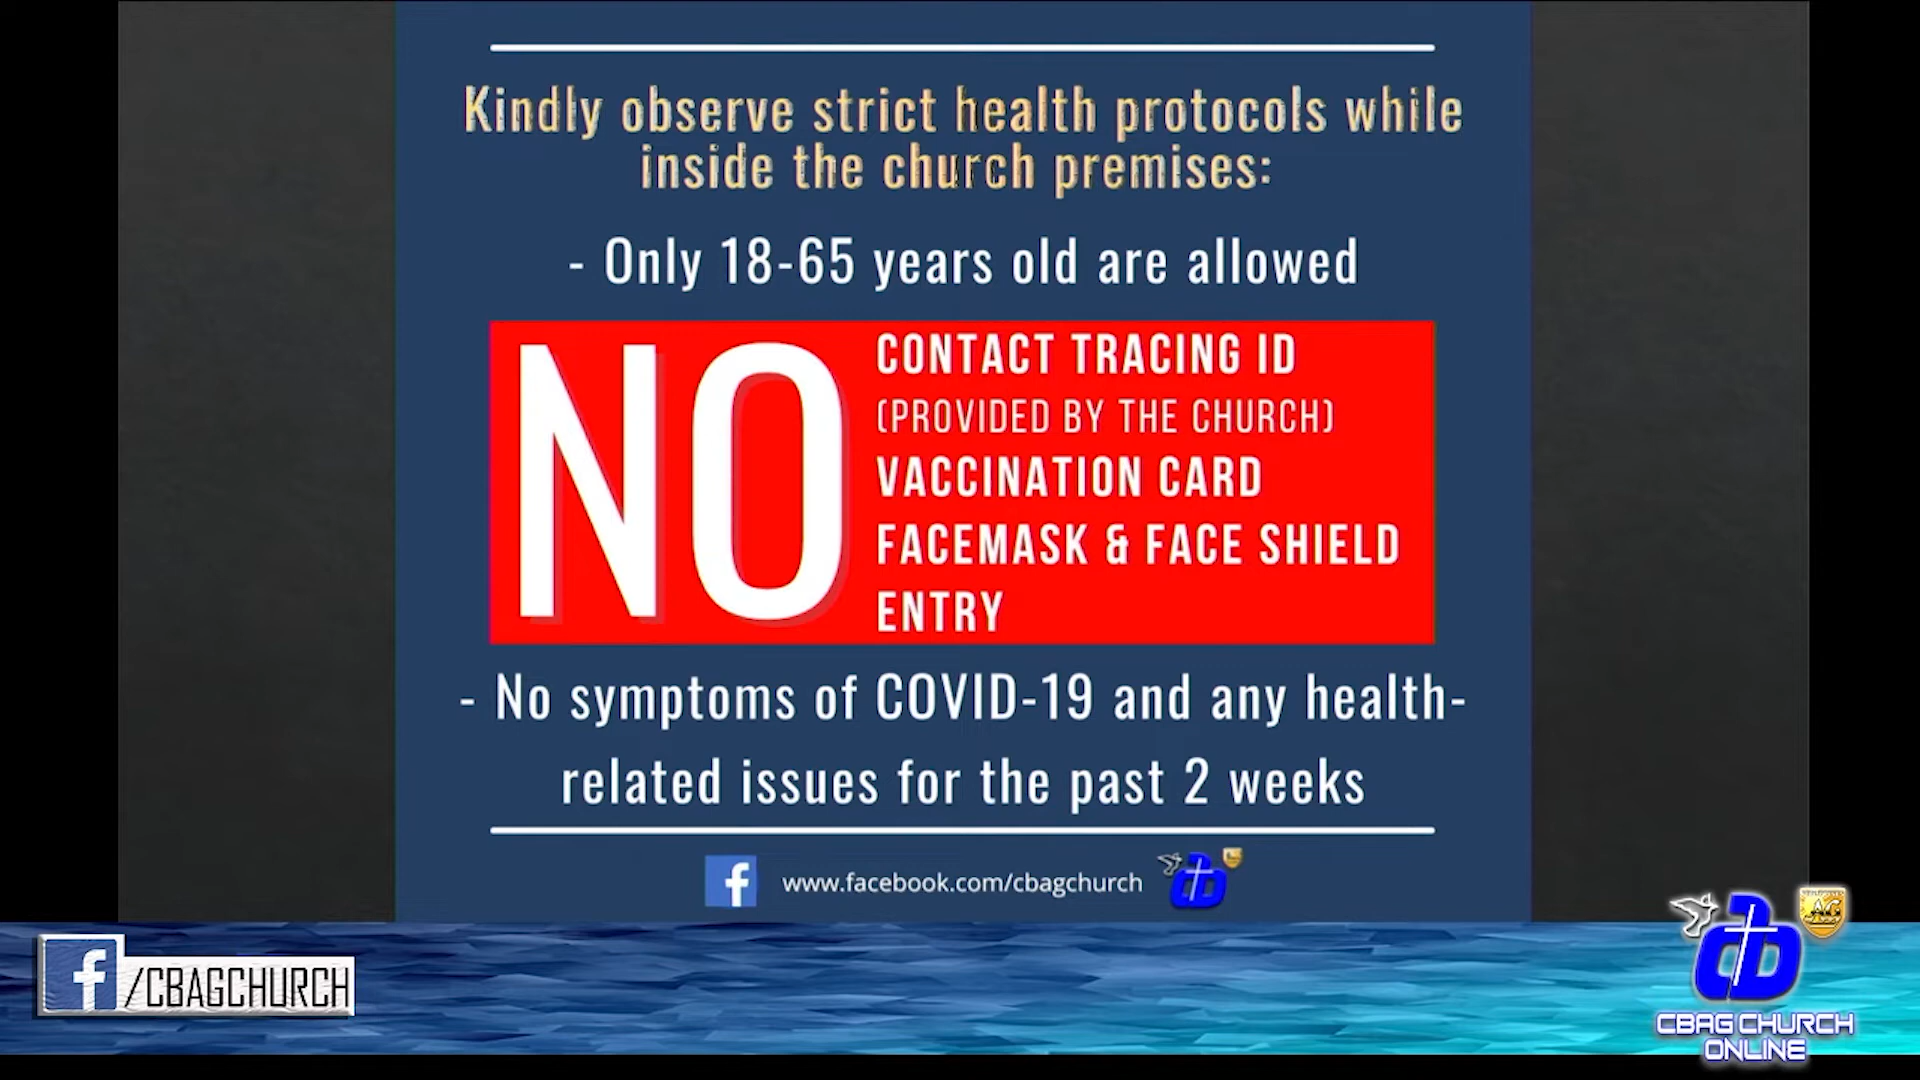 Kindly observe strict health protocols while
inside the church premises:
- Only 18-65 years old are allowed
NO
CONTACT TRACING ID
(PROVIDED BY THE CHURCH)
VACCINATION CARD
FACEMASK & FACE SHIELD
ENTRY
- No symptoms of COVID-19 and any health-
related issues for the past 2 weeks
www.facebook.com/cbagchurch
/CBAGCHURCH
CBAG CHURCH
ONLINE